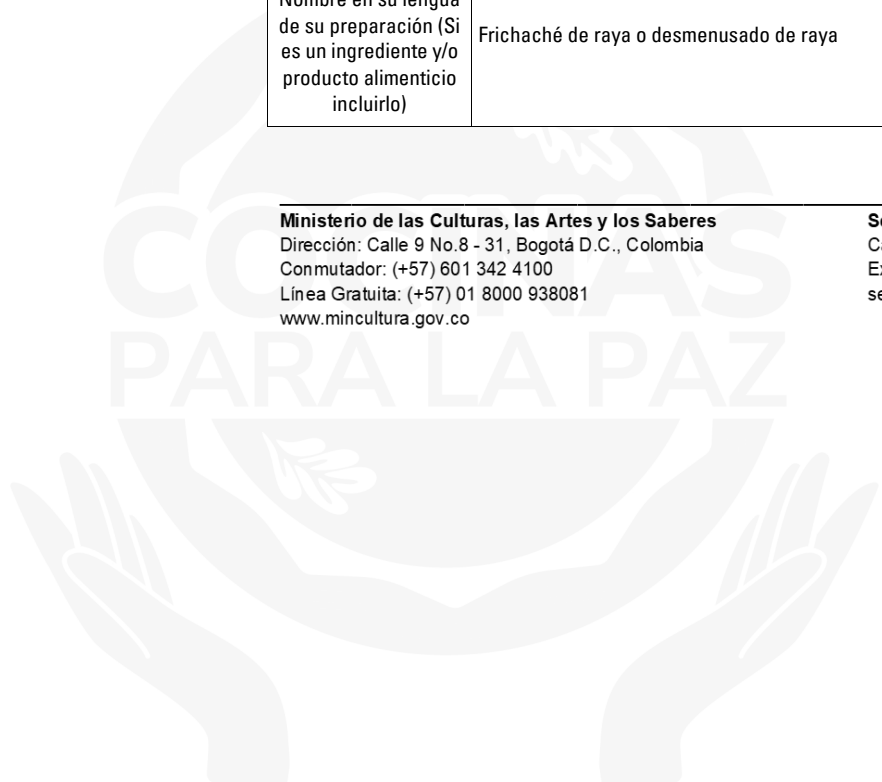 Nombre en su lengua
de su preparación (Si
es un ingrediente y/o
producto alimenticio
incluirlo)
Frichaché de raya o desmenusado de raya
COCINAS
PARA LA PAZ
Ministerio de las Culturas, las Artes y los Saberes
Dirección: Calle 9 No.8 - 31, Bogotá D.C., Colombia
Conmutador: (+57) 601 342 4100
Línea Gratuita: (+57) 01 8000 938081
www.mincultura.gov.co